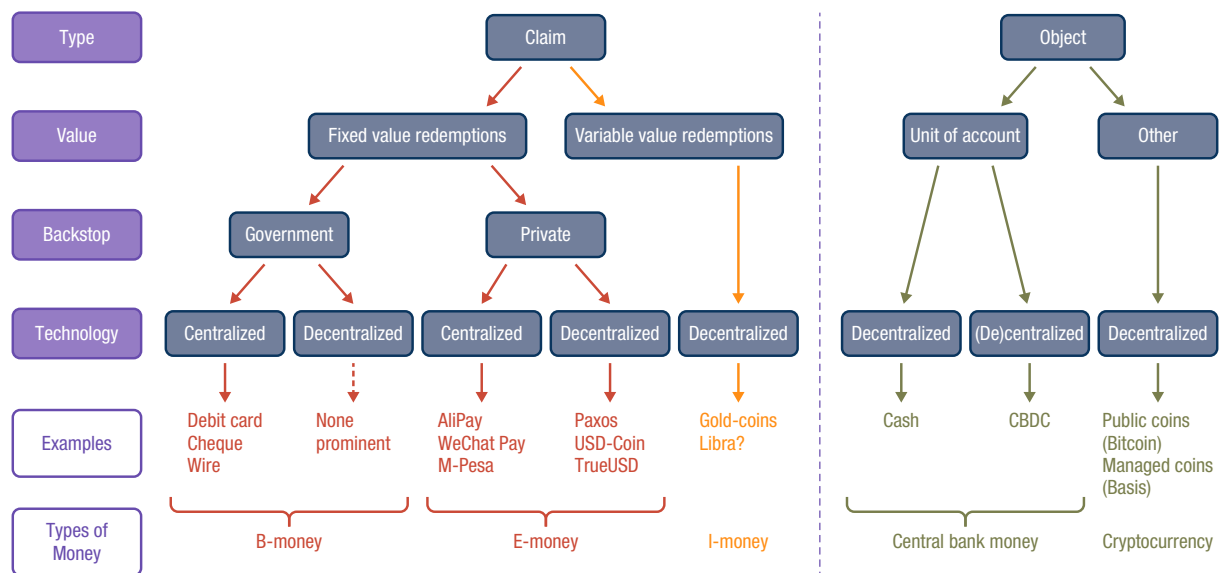 Type
Claim
Object
Value
Fixed value redemptions
Variable value redemptions
Unit of account
Other
Backstop
Government
Private
Technology
Centralized
Decentralized
Centralized
Decentralized
Decentralized
Decentralized
(De)centralized
Decentralized
Examples
Debit card
Cheque
Wire
None
prominent
AliPay
WeChat Pay
M-Pesa
Paxos
USD-Coin
TrueUSD
Gold-coins
Libra?
Cash
CBDC
Public coins
(Bitcoin)
Managed coins
(Basis)
Types of
Money
B-money
E-money
I-money
Central bank money
Cryptocurrency